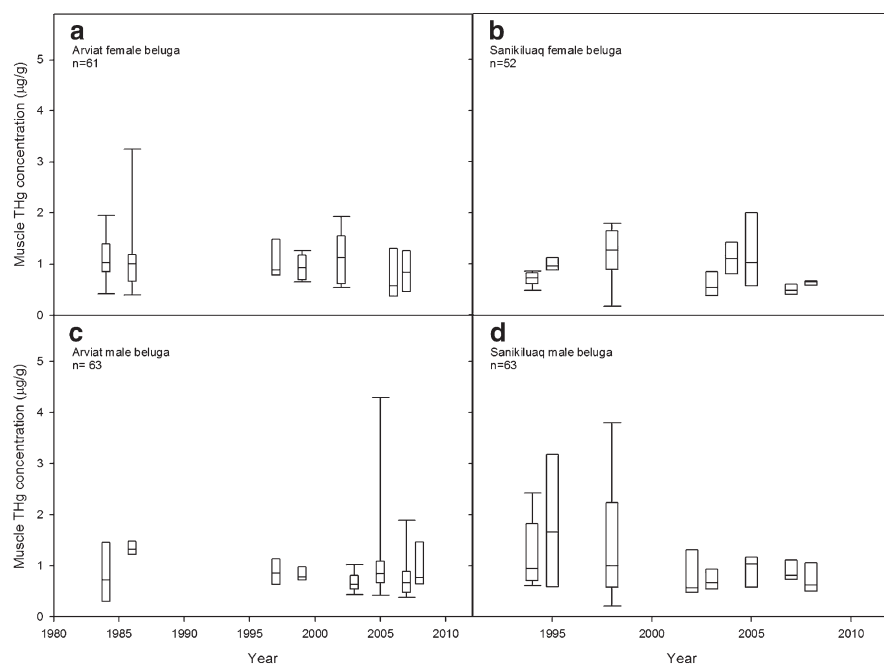 a
Arviat female beluga
n=61
b
Sanikiluaq female beluga
n=52
Muscle THg concentration (µg/g)
5
4
3
2
1
0
c
Arviat male beluga
n= 63
d
Sanikiluaq male beluga
n=63
Muscle THg concentration (µg/g)
5
4
3
2
1
0
1980 1985 1990 1995 2000 2005 2010 1995 2000 2005 2010
Year Year